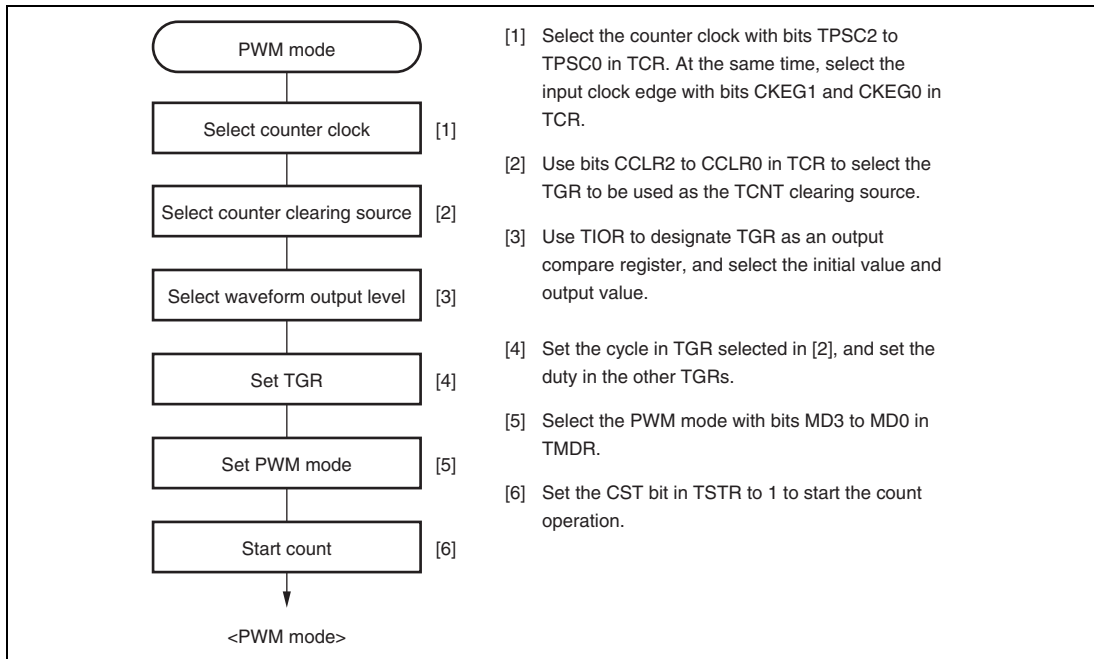 PWM mode
Select counter clock [1]
Select counter clearing source [2]
Select waveform output level [3]
Set TGR [4]
Set PWM mode [5]
Start count [6]
<PWM mode>
[1] Select the counter clock with bits TPSC2 to
TPSC0 in TCR. At the same time, select the
input clock edge with bits CKEG1 and CKEG0 in
TCR.
[2] Use bits CCLR2 to CCLR0 in TCR to select the
TGR to be used as the TCNT clearing source.
[3] Use TIOR to designate TGR as an output
compare register, and select the initial value and
output value.
[4] Set the cycle in TGR selected in [2], and set the
duty in the other TGRs.
[5] Select the PWM mode with bits MD3 to MD0 in
TMDR.
[6] Set the CST bit in TSTR to 1 to start the count
operation.